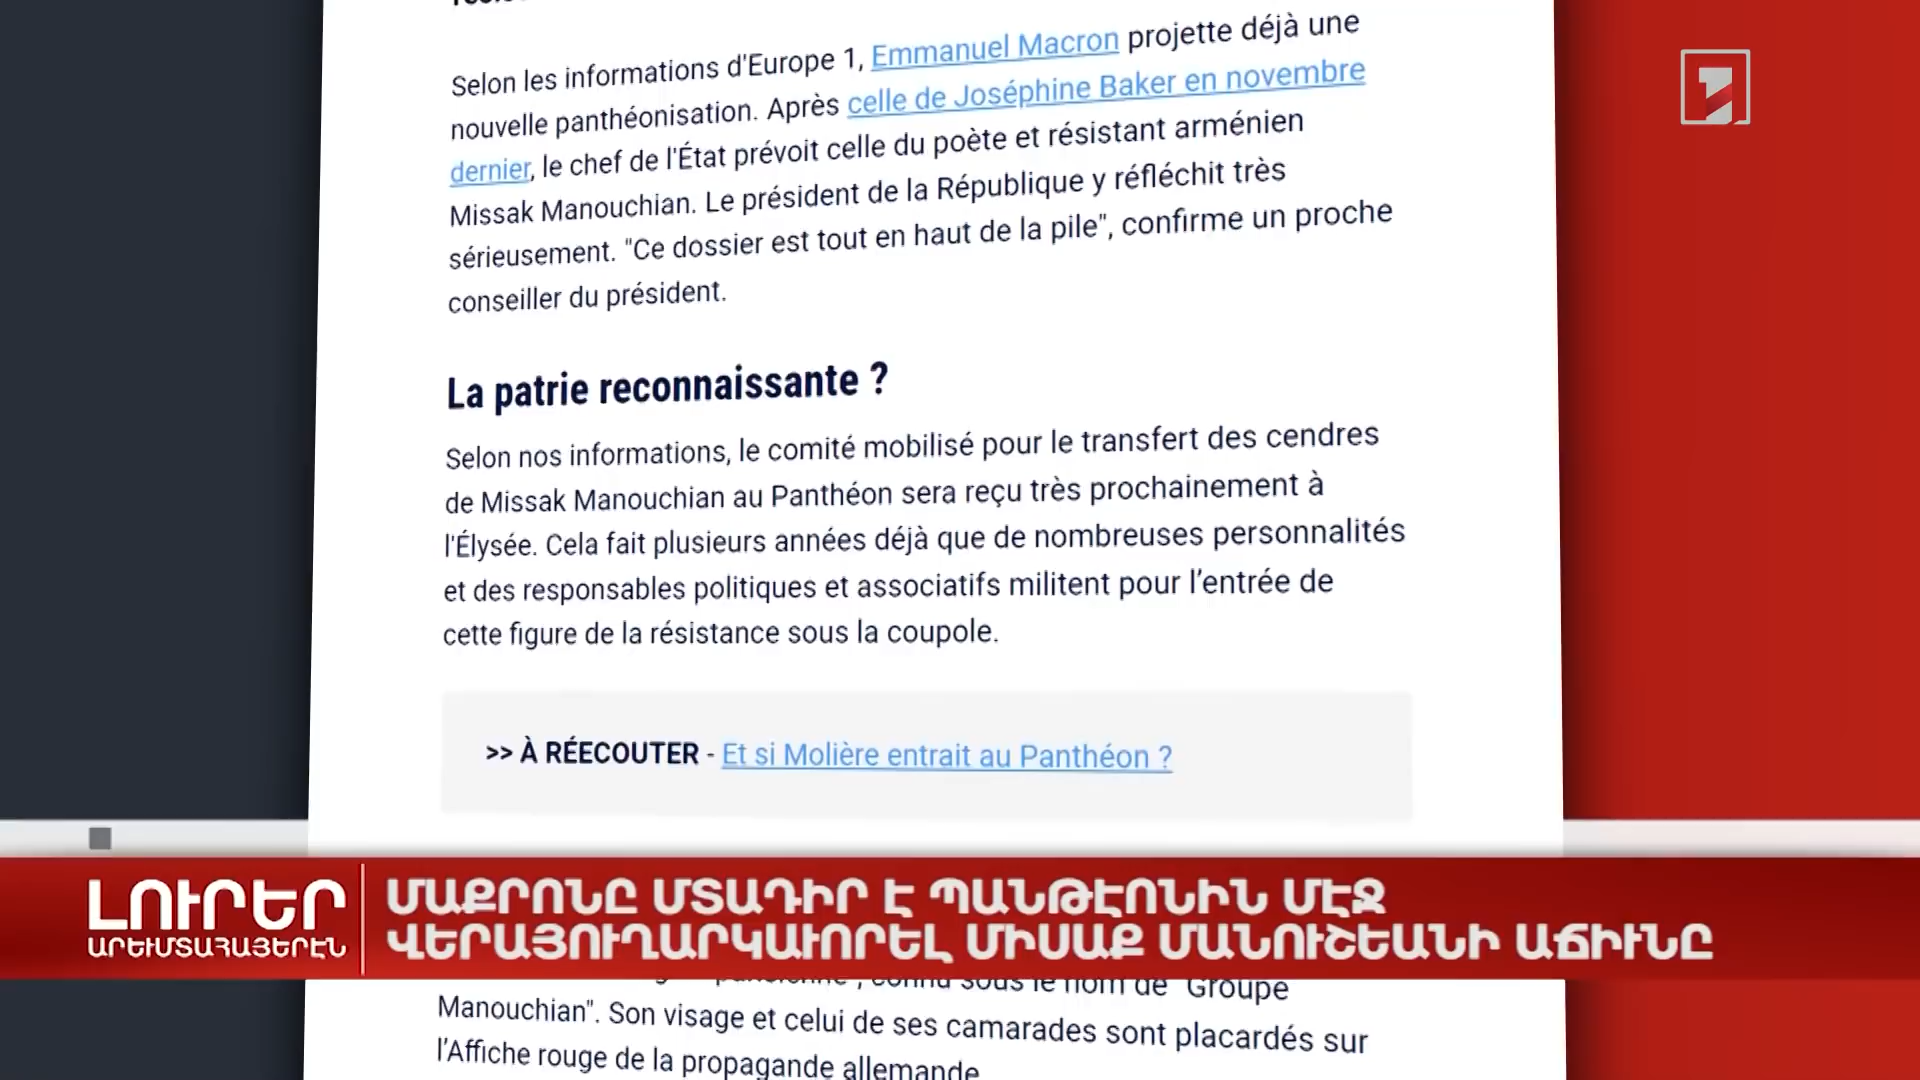 Selon les informations d'Europe 1, Emmanuel Macron projette déjà une
nouvelle panthéonisation. Après celle de Joséphine Baker en novembre
dernier, le chef de l'État prévoit celle du poète et résistant arménien
Missak Manouchian. Le président de la République y réfléchit très
sérieusement. "Ce dossier est tout en haut de la pile", confirme un proche
conseiller du président.
La patrie reconnaissante ?
Selon nos informations, le comité mobilisé pour le transfert des cendres
de Missak Manouchian au Panthéon sera reçu très prochainement à
l'Élysée. Cela fait plusieurs années déjà que de nombreuses personnalités
et des responsables politiques et associatifs militent pour l’entrée de
cette figure de la résistance sous la coupole.
>> À RÉECOUTER - Et si Molière entrait au Panthéon ?
ԼՈՒՐԵՐ
ԱՐԵՒՄՏԱՀԱՅԵՐԷՆ
ՄԱՔՐՈՆԸ ՄՏԱԴԻՐ Է ՊԱՆԹԷՈՆԻՆ ՄԷՋ
ՎԵՐԱՅՈՒՂԱՐԿԱՒՈՐԵԼ ՄԻՍԱՔ ՄԱՆՈՒՇԵԱՆԻ ԱՃԻՒՆԸ
connu sous le nom de "Groupe
Manouchian". Son visage et celui de ses camarades sont placardés sur
l’Affiche rouge de la propagande allemande